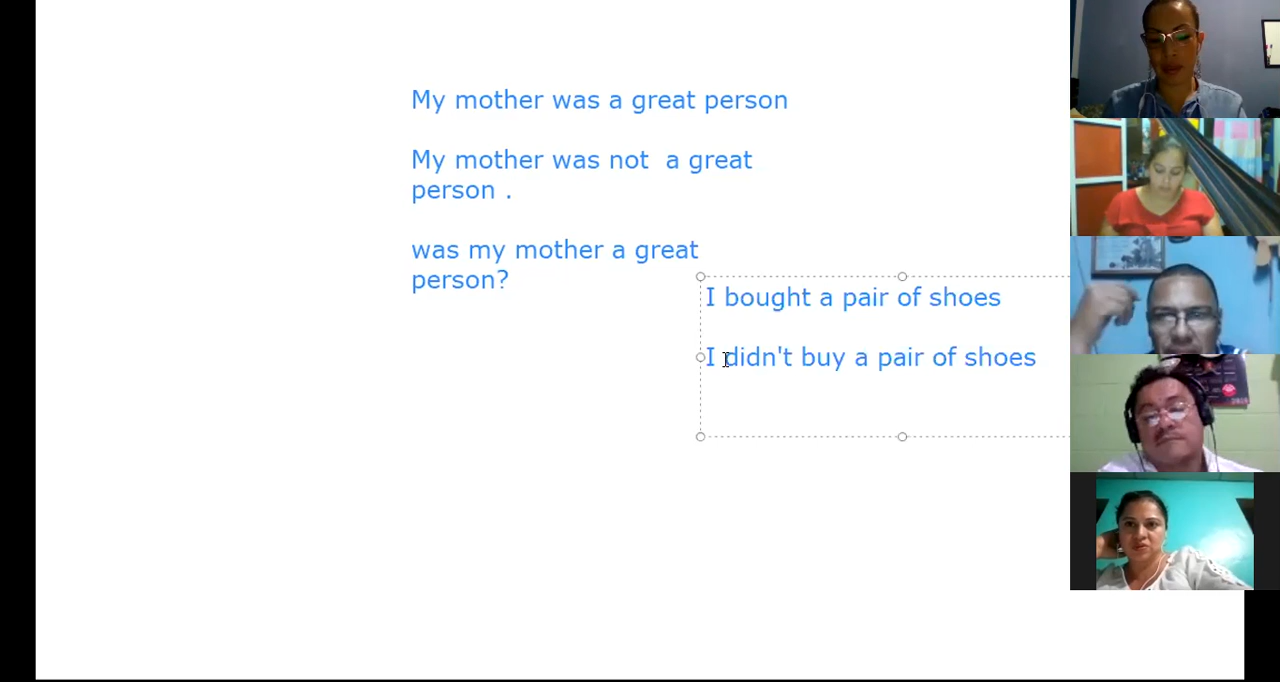 My mother was a great person
My mother was not a great
person .
was my mother a great
person?
I bought a pair of shoes
I didn't buy a pair of shoes